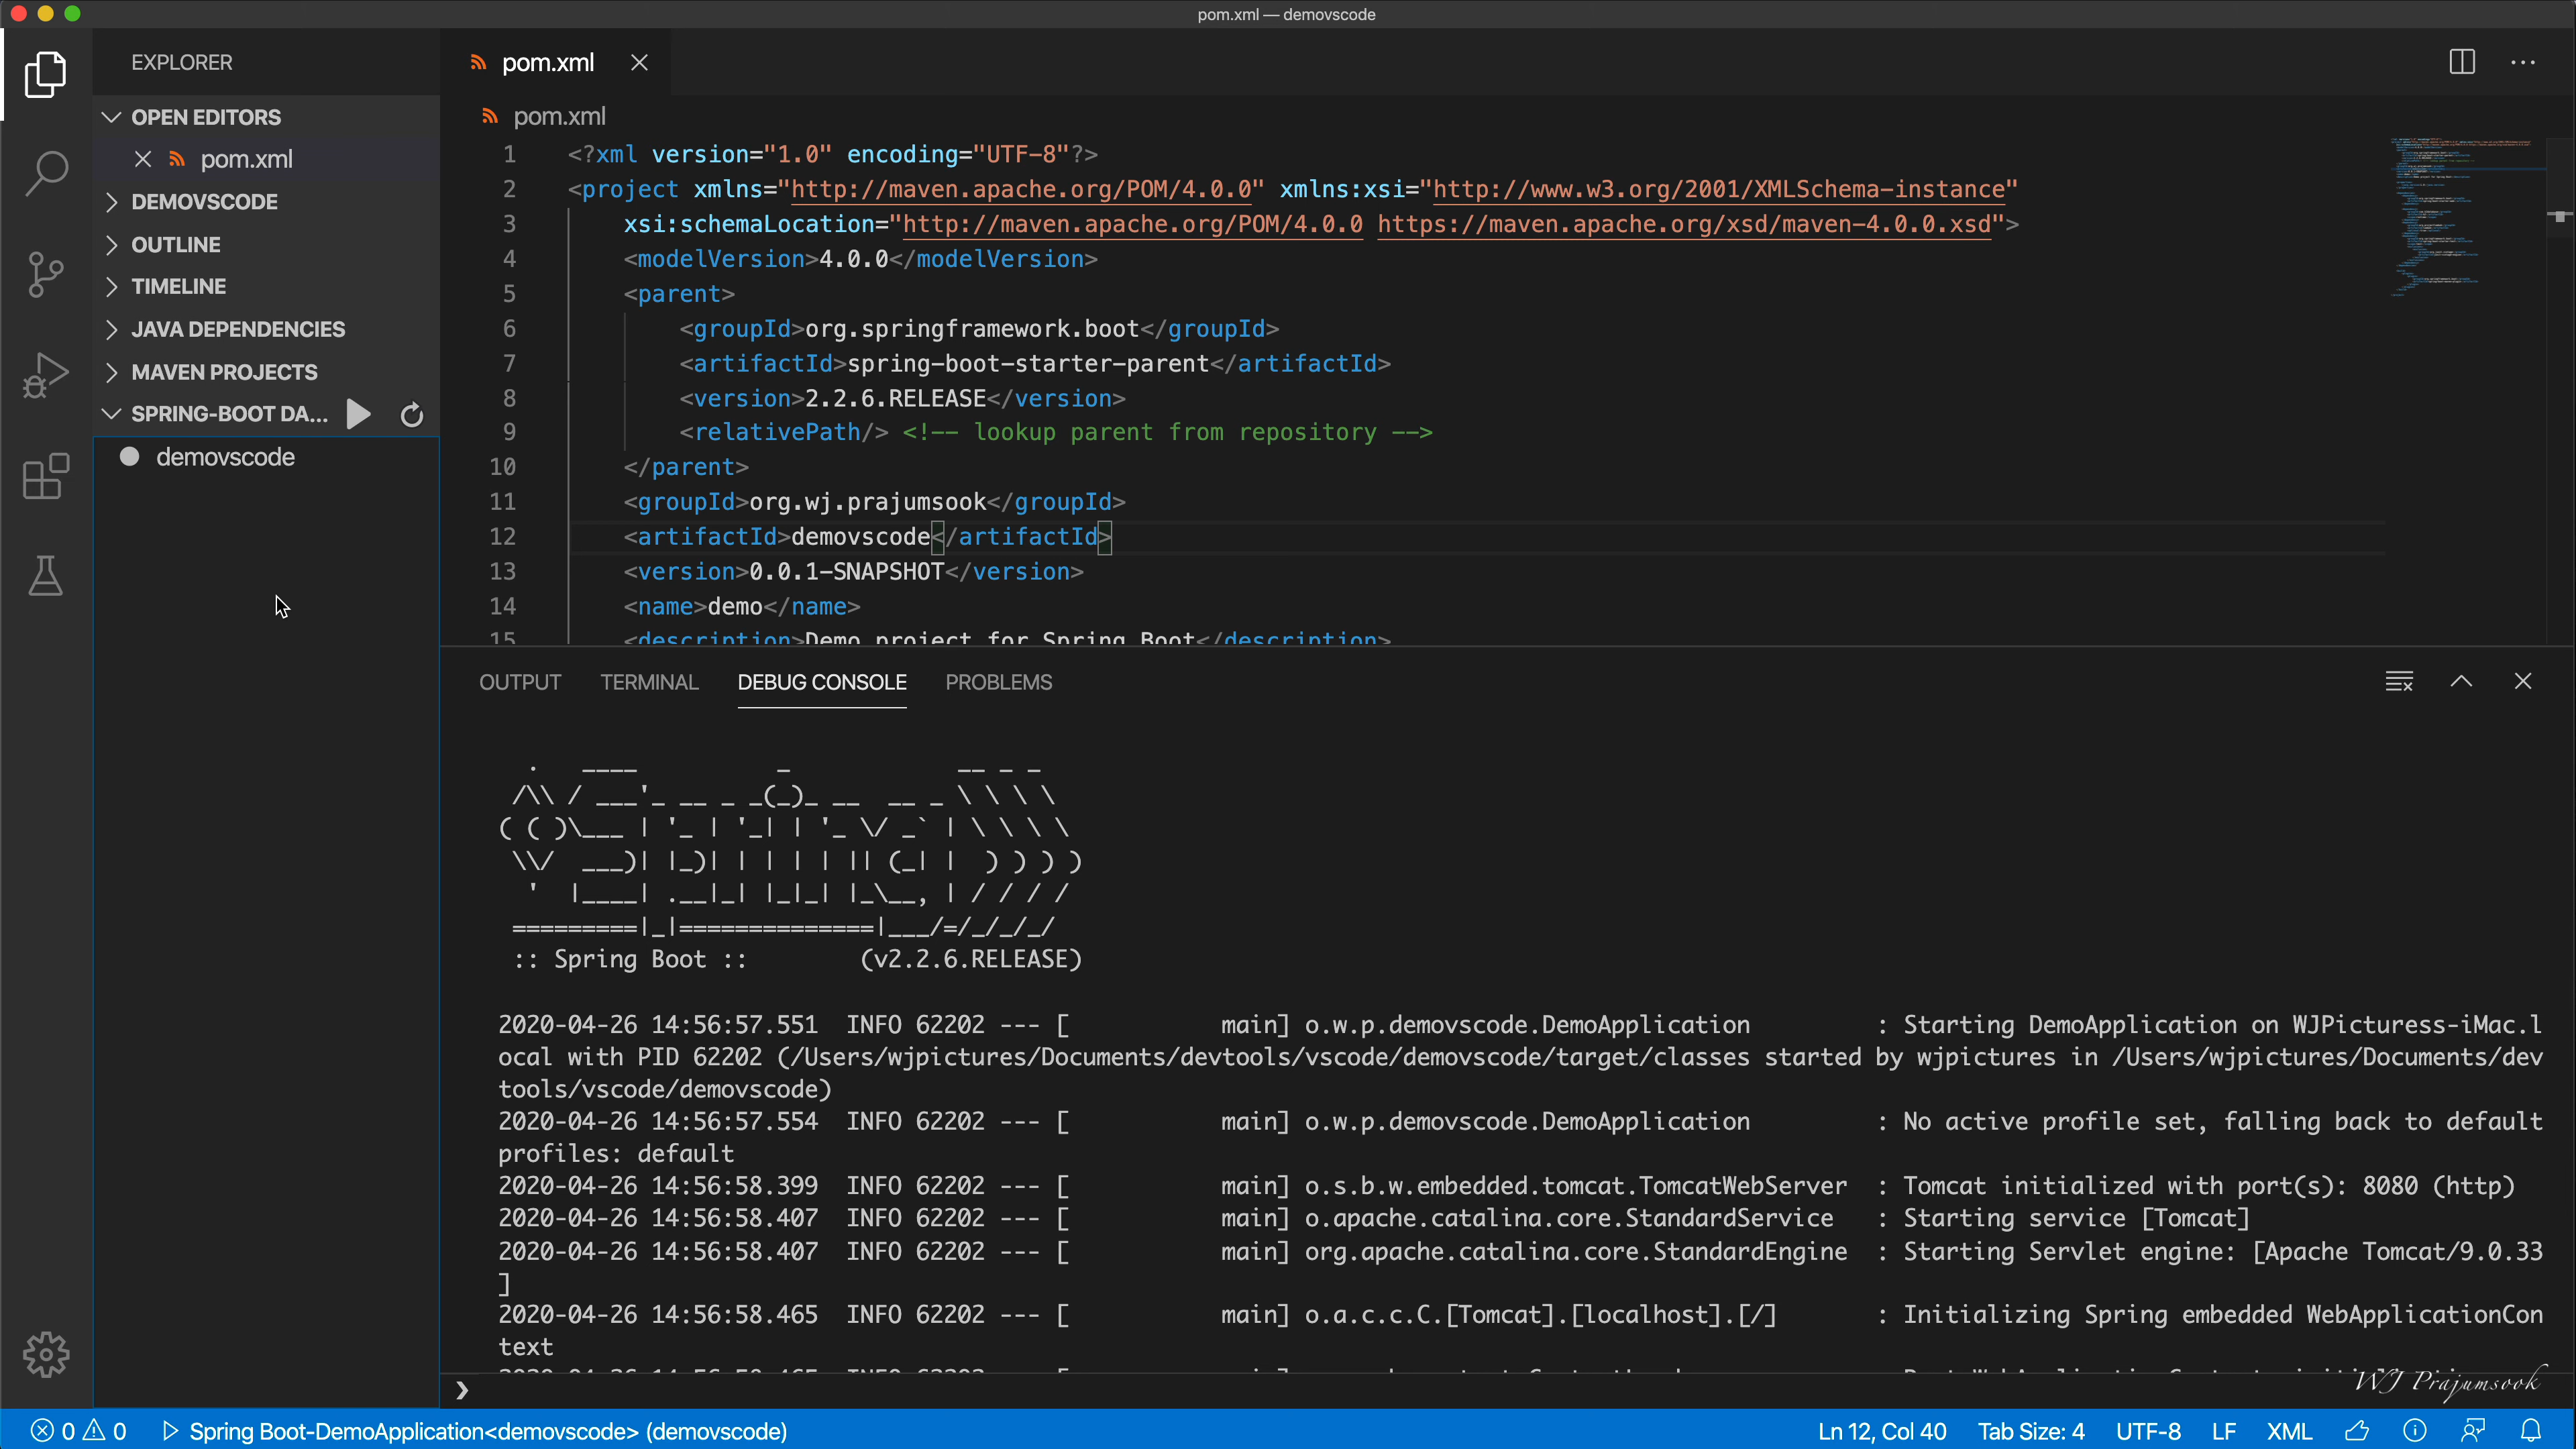 pom.xml — demovscode
EXPLORER
OPEN EDITORS
pom.xml
DEMOVSCODE
OUTLINE
TIMELINE
JAVA DEPENDENCIES
MAVEN PROJECTS
SPRING-BOOT DA...
demovscode
pom.xml
pom.xml
1 <?xml version="1.0" encoding="UTF-8"?>
2 <project xmlns="http://maven.apache.org/POM/4.0.0" xmlns:xsi="http://www.w3.org/2001/XMLSchema-instance"
3 xsi:schemaLocation="http://maven.apache.org/POM/4.0.0 https://maven.apache.org/xsd/maven-4.0.0.xsd">
4 <modelVersion>4.0.0</modelVersion>
5 <parent>
6 <groupId>org.springframework.boot</groupId>
7 <artifactId>spring-boot-starter-parent</artifactId>
8 <version>2.2.6.RELEASE</version>
9 <relativePath/> <!-- lookup parent from repository -->
10 </parent>
11 <groupId>org.wj.prajumsook</groupId>
12 <artifactId>demovscode</artifactId>
13 <version>0.0.1-SNAPSHOT</version>
14 <name>demo</name>
15 <description>Demo project for Spring Boot</description>
OUTPUT TERMINAL DEBUG CONSOLE PROBLEMS
:: Spring Boot :: (v2.2.6.RELEASE)
2020-04-26 14:56:57.551 INFO 62202 --- [ main] o.w.p.demovscode.DemoApplication : Starting DemoApplication on WJPicturess-iMac.l
ocal with PID 62202 (/Users/wjpictures/Documents/devtools/vscode/demovscode/target/classes started by wjpictures in /Users/wjpictures/Documents/dev
tools/vscode/demovscode)
2020-04-26 14:56:57.554 INFO 62202 --- [ main] o.w.p.demovscode.DemoApplication : No active profile set, falling back to default
profiles: default
2020-04-26 14:56:58.399 INFO 62202 --- [ main] o.s.b.w.embedded.tomcat.TomcatWebServer : Tomcat initialized with port(s): 8080 (http)
2020-04-26 14:56:58.407 INFO 62202 --- [ main] o.apache.catalina.core.StandardService : Starting service [Tomcat]
2020-04-26 14:56:58.407 INFO 62202 --- [ main] org.apache.catalina.core.StandardEngine : Starting Servlet engine: [Apache Tomcat/9.0.33
]
2020-04-26 14:56:58.465 INFO 62202 --- [ main] o.a.c.c.C.[Tomcat].[localhost].[/] : Initializing Spring embedded WebApplicationCon
text
WJ Prajumsook
0 0 Spring Boot-DemoApplication<demovscode> (demovscode)
Ln 12, Col 40 Tab Size: 4 UTF-8 LF XML